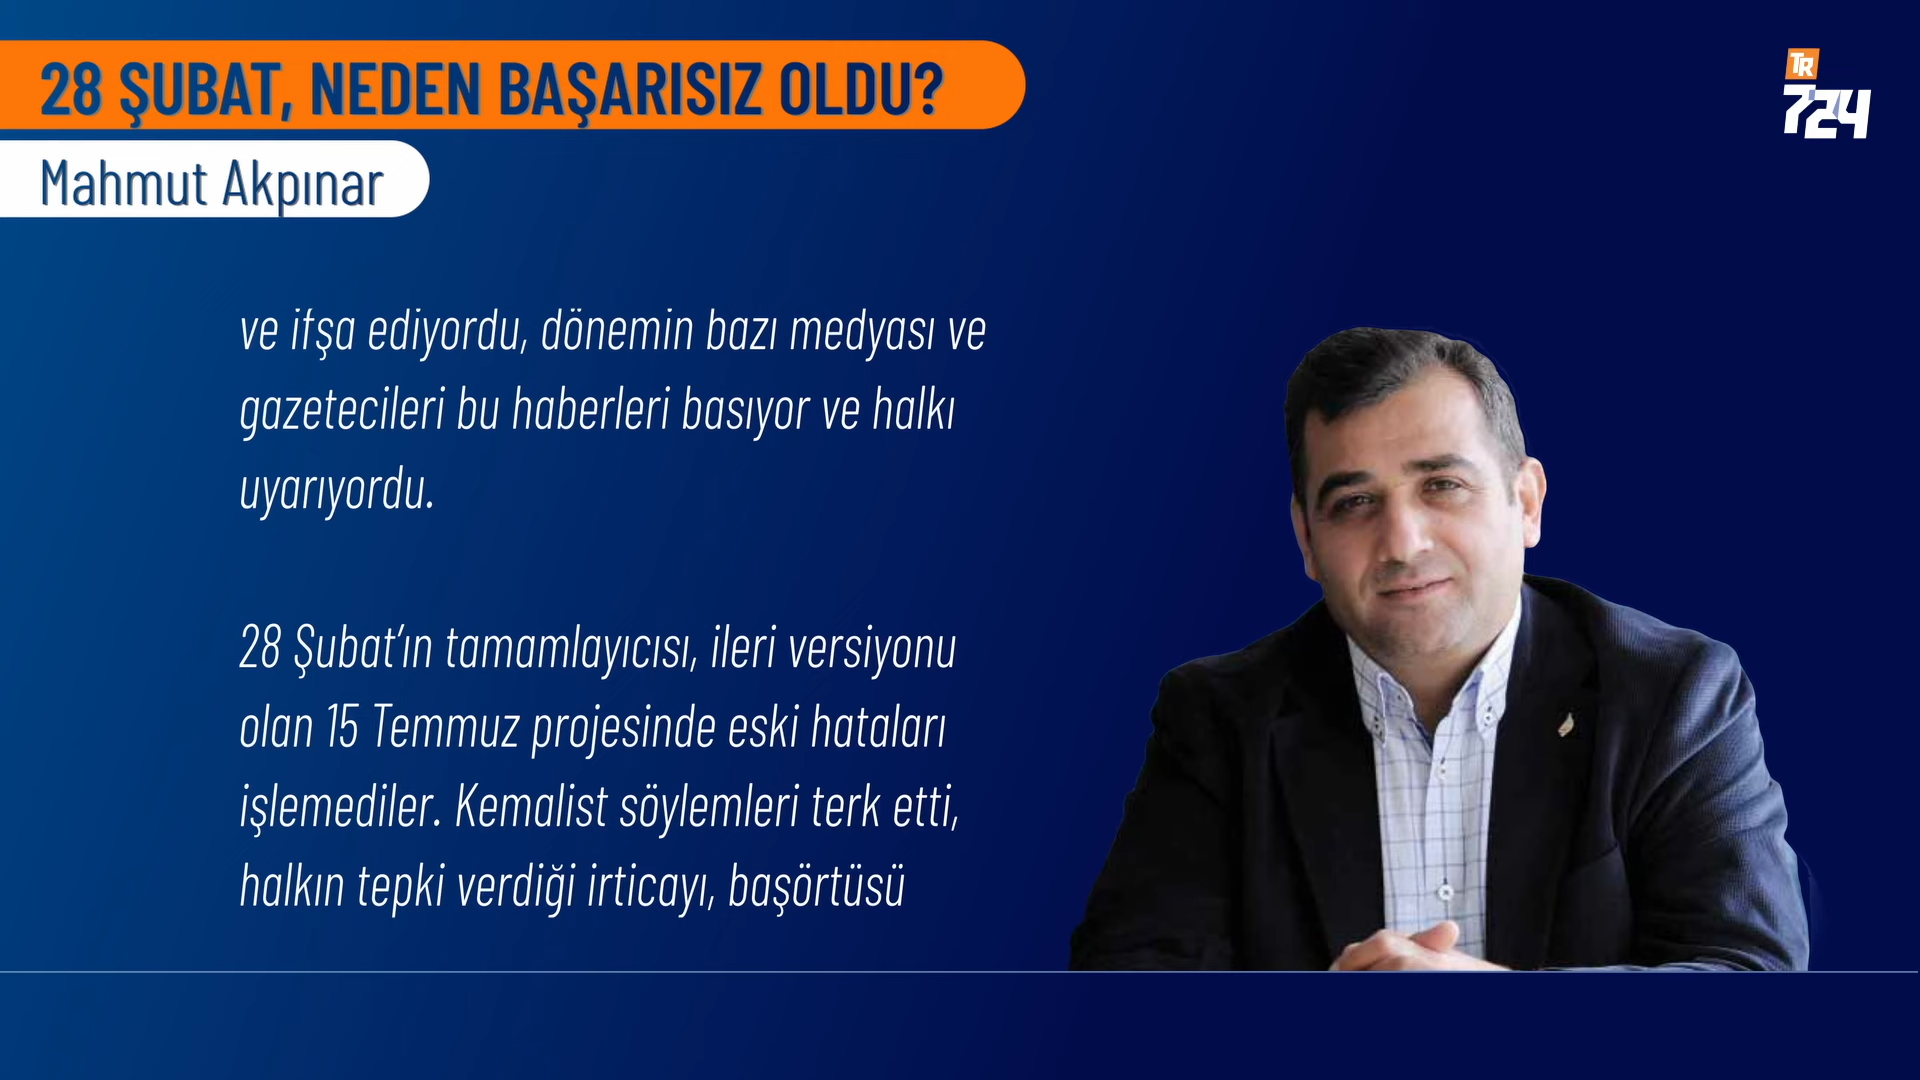 28 ŞUBAT, NEDEN BAŞARISIZ OLDU?
Mahmut Akpınar
TR
724
ve ifşa ediyordu, dönemin bazı medyası ve
gazetecileri bu haberleri basıyor ve halkı
uyarıyordu.
28 Şubat’ın tamamlayıcısı, ileri versiyonu
olan 15 Temmuz projesinde eski hataları
işlemediler. Kemalist söylemleri terk etti,
halkın tepki verdiği irticayı, başörtüsü